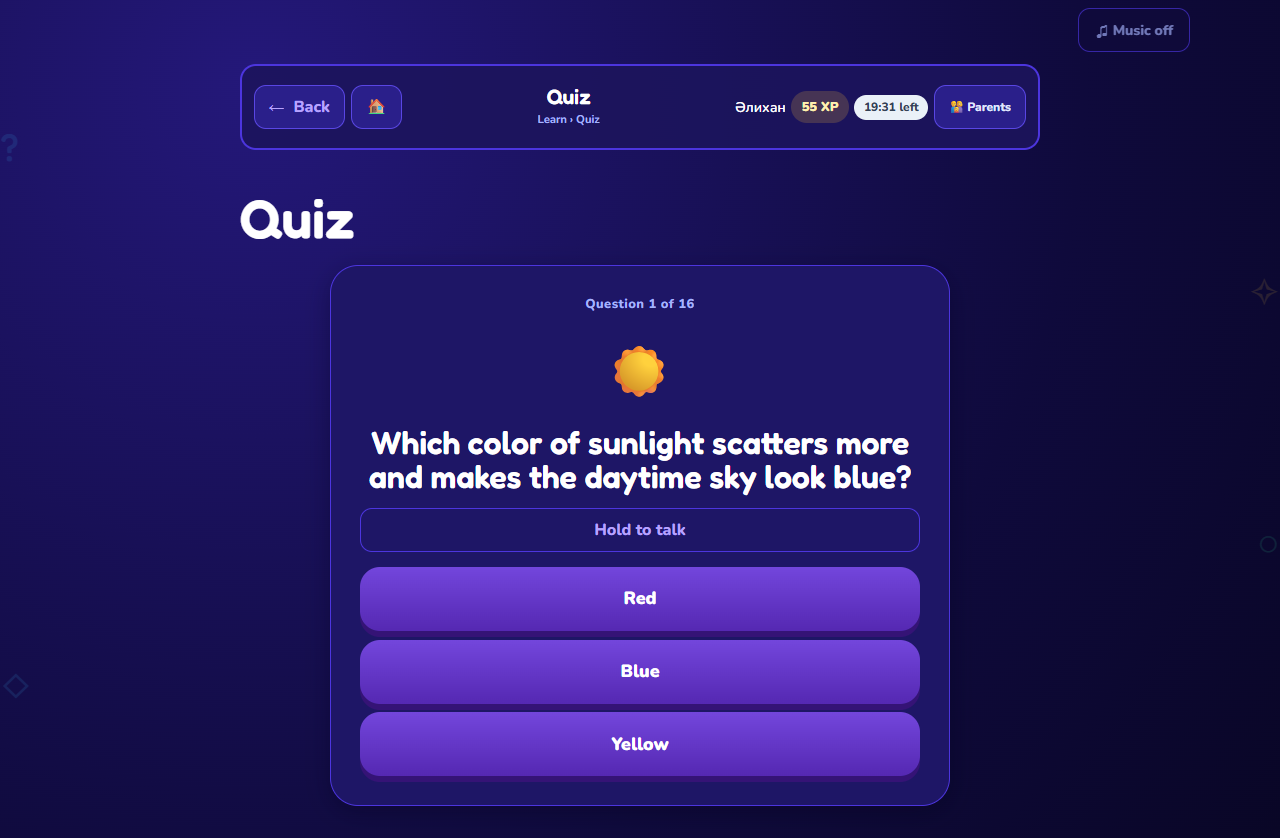 ♫ Music off
← Back
Quiz
Learn › Quiz
Әлихан
55 XP
19:31 left
Parents
Quiz
Question 1 of 16
Which color of sunlight scatters more
and makes the daytime sky look blue?
Hold to talk
Red
Blue
Yellow